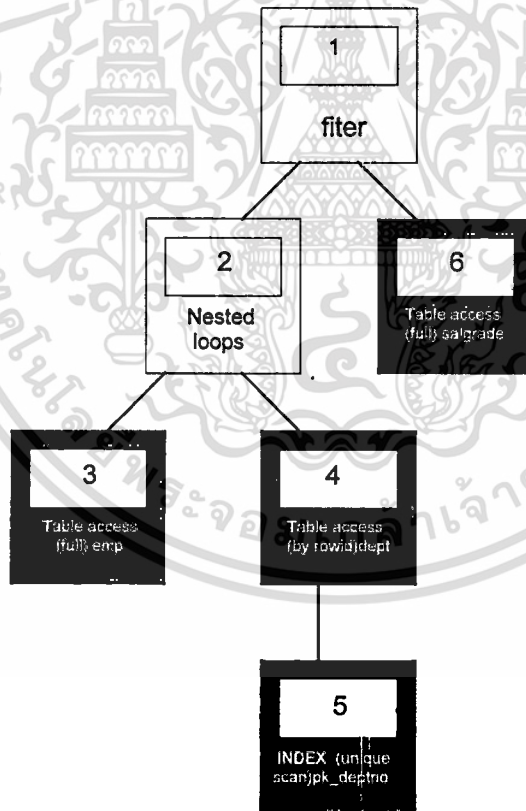 1
fiter
2
Nested
loops
6
Table access
(full) salgrade
3
Table access
(full) emp
4
Table access
(by rowid)dept
5
INDEX (unique
scan)pk_deptno